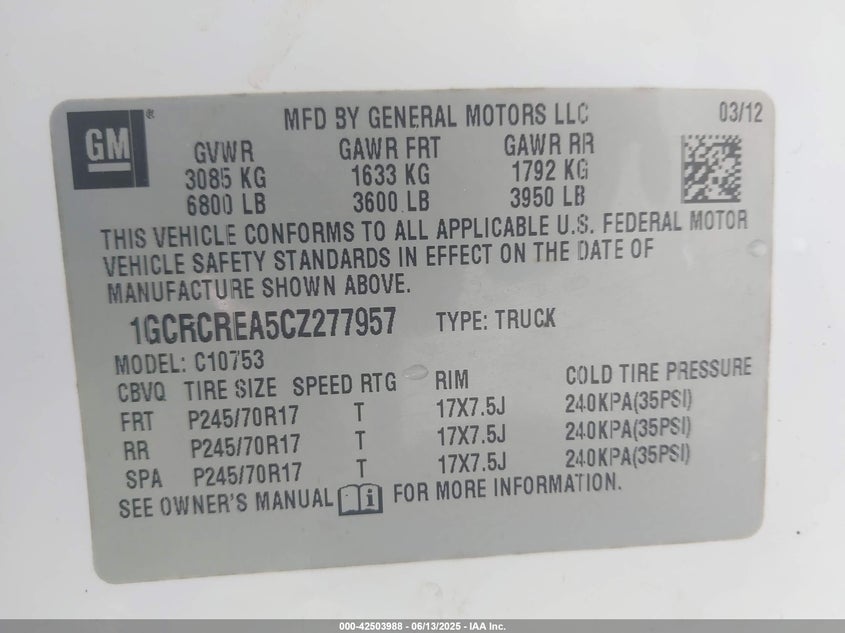 GM ®
MFD BY GENERAL MOTORS LLC 03/12
GVWR GAWR FRT GAWR RR
3085 KG 1633 KG 1792 KG
6800 LB 3600 LB 3950 LB
THIS VEHICLE CONFORMS TO ALL APPLICABLE U.S. FEDERAL MOTOR
VEHICLE SAFETY STANDARDS IN EFFECT ON THE DATE OF
MANUFACTURE SHOWN ABOVE.
1GCRCREA5CZ277957 TYPE: TRUCK
MODEL: C10753
CBVQ TIRE SIZE SPEED RTG RIM COLD TIRE PRESSURE
FRT P245/70R17 T 17X7.5J 240KPA(35PSI)
RR P245/70R17 T 17X7.5J 240KPA(35PSI)
SPA P245/70R17 T 17X7.5J 240KPA(35PSI)
SEE OWNER'S MANUAL i FOR MORE INFORMATION.
000-42503988 - 06/13/2025 - IAA Inc.